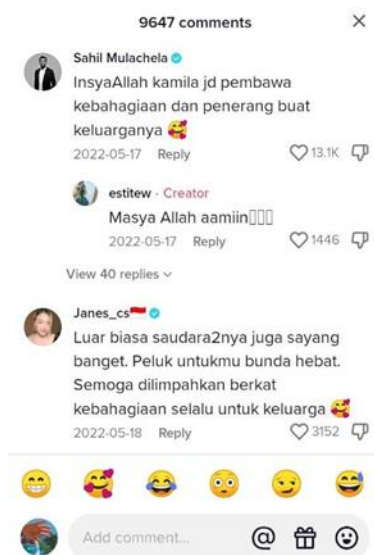 9647 comments
Sahil Mulachela
InsyaAllah kamila jd pembawa
kebahagiaan dan penerang buat
keluarganya 🥰
2022-05-17 Reply 13.1K
estitew · Creator
Masya Allah aamiin▯▯▯
2022-05-17 Reply 1446
View 40 replies
Janes_cs🇮🇩
Luar biasa saudara2nya juga sayang
banget. Peluk untukmu bunda hebat.
Semoga dilimpahkan berkat
kebahagiaan selalu untuk keluarga 🥰
2022-05-18 Reply 3152
😁 🥰 😂 😳 😏 😅
Add comment... @